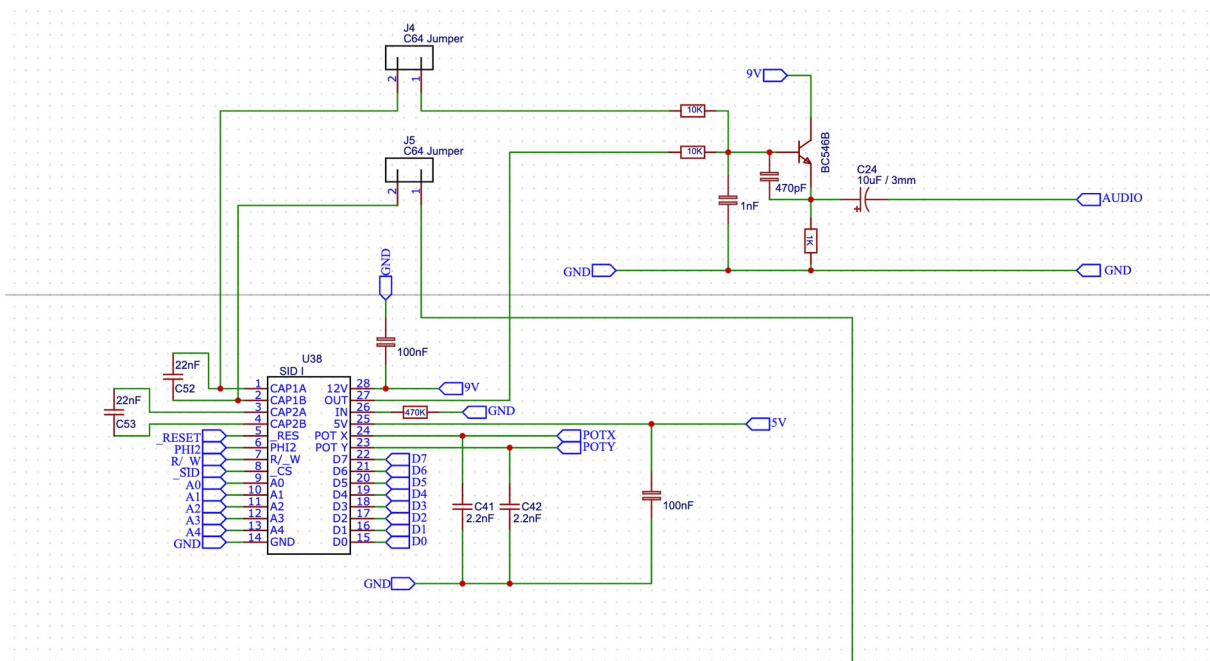 J4
C64 Jumper
2
1
9V
10K
J5
C64 Jumper
2
1
10K
BC546B
470pF
C24
10uF / 3mm
+
1nF
AUDIO
1K
GND
GND
GND
100nF
U38
SID I
22nF
C52
22nF
C53
1 CAP1A 12V 28 9V
2 CAP1B OUT 27
3 CAP2A IN 26 470K GND
4 CAP2B 5V 25 5V
_RESET 5 _RES POT X 24 POTX
PHI2 6 PHI2 POT Y 23 POTY
R/_W 7 R/_W D7 22 D7
_SID 8 _CS D6 21 D6
A0 9 A0 D5 20 D5
A1 10 A1 D4 19 D4
A2 11 A2 D3 18 D3
A3 12 A3 D2 17 D2
A4 13 A4 D1 16 D1
GND 14 GND D0 15 D0
C41
2.2nF
C42
2.2nF
100nF
GND